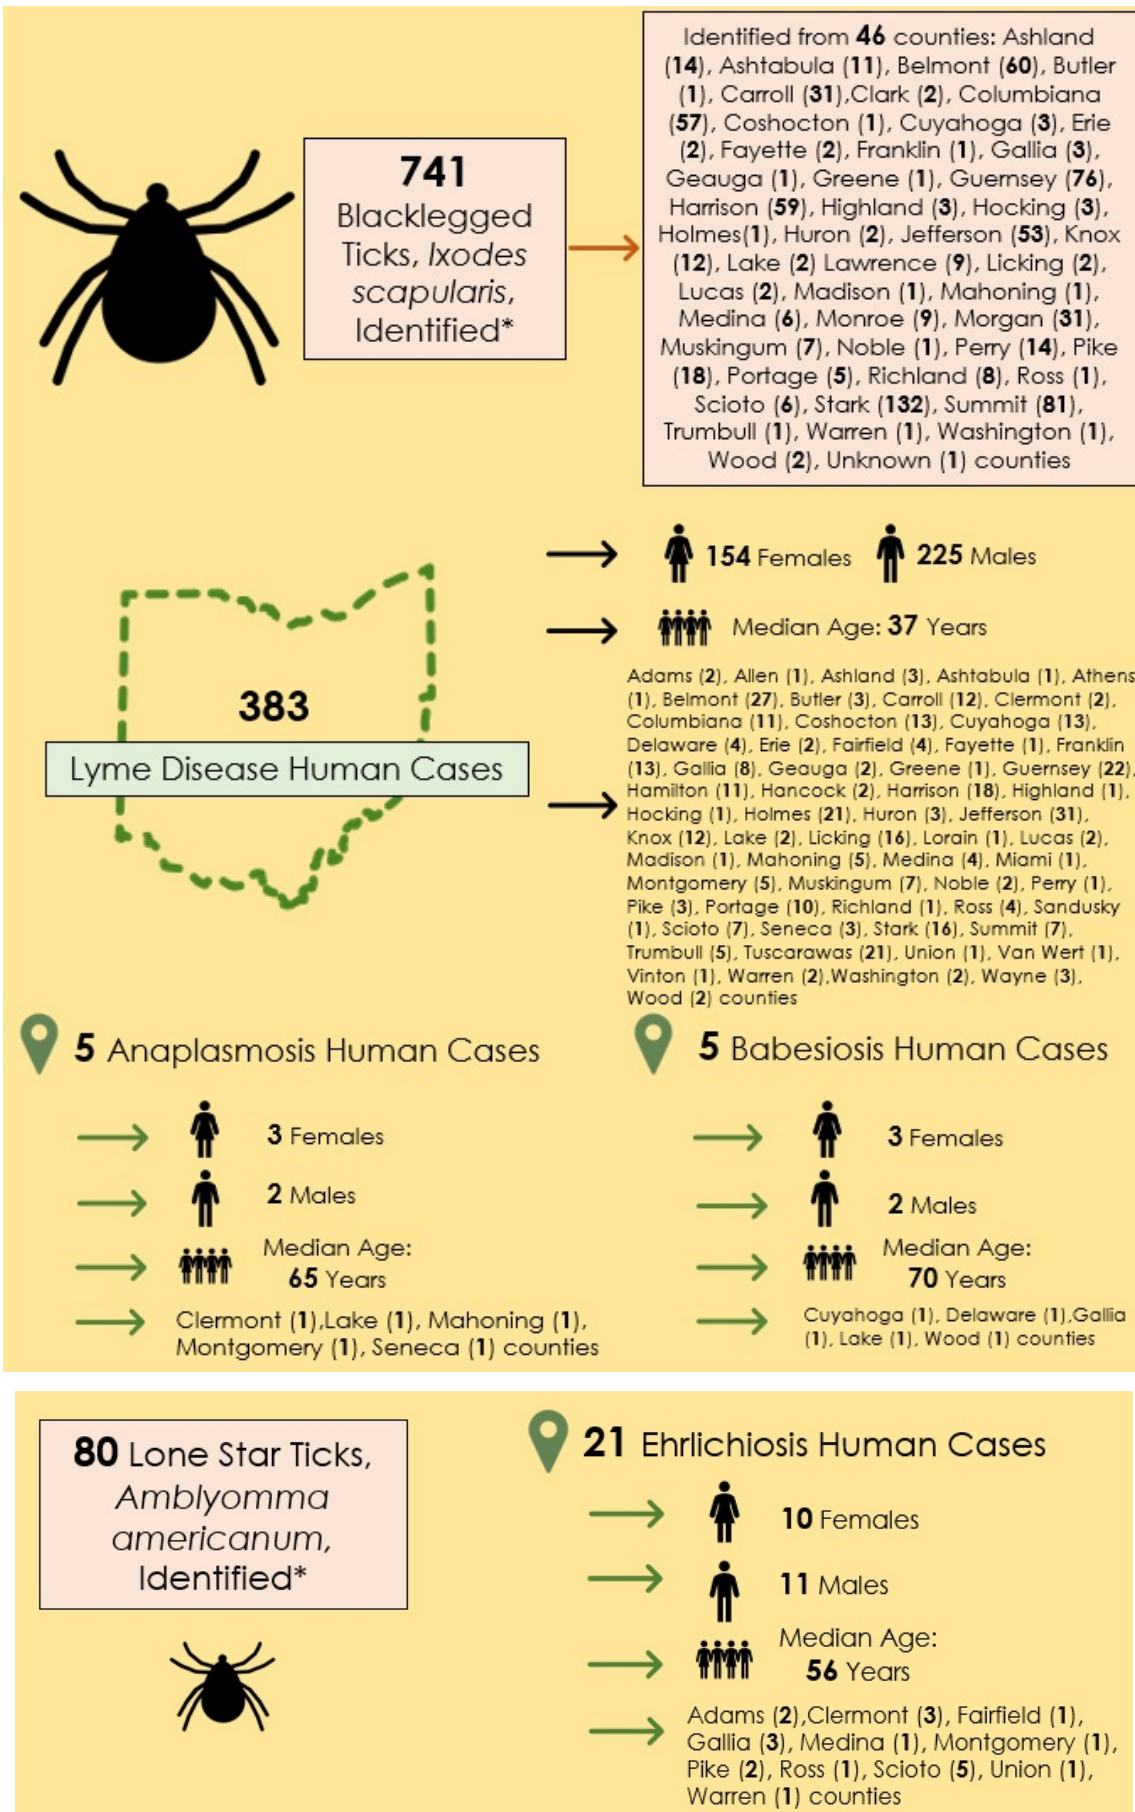 741
Blacklegged
Ticks, Ixodes
scapularis,
Identified*
Identified from 46 counties: Ashland
(14), Ashtabula (11), Belmont (60), Butler
(1), Carroll (31),Clark (2), Columbiana
(57), Coshocton (1), Cuyahoga (3), Erie
(2), Fayette (2), Franklin (1), Gallia (3),
Geauga (1), Greene (1), Guernsey (76),
Harrison (59), Highland (3), Hocking (3),
Holmes(1), Huron (2), Jefferson (53), Knox
(12), Lake (2) Lawrence (9), Licking (2),
Lucas (2), Madison (1), Mahoning (1),
Medina (6), Monroe (9), Morgan (31),
Muskingum (7), Noble (1), Perry (14), Pike
(18), Portage (5), Richland (8), Ross (1),
Scioto (6), Stark (132), Summit (81),
Trumbull (1), Warren (1), Washington (1),
Wood (2), Unknown (1) counties
383
Lyme Disease Human Cases
154 Females 225 Males
Median Age: 37 Years
Adams (2), Allen (1), Ashland (3), Ashtabula (1), Athens
(1), Belmont (27), Butler (3), Carroll (12), Clermont (2),
Columbiana (11), Coshocton (13), Cuyahoga (13),
Delaware (4), Erie (2), Fairfield (4), Fayette (1), Franklin
(13), Gallia (8), Geauga (2), Greene (1), Guernsey (22),
Hamilton (11), Hancock (2), Harrison (18), Highland (1),
Hocking (1), Holmes (21), Huron (3), Jefferson (31),
Knox (12), Lake (2), Licking (16), Lorain (1), Lucas (2),
Madison (1), Mahoning (5), Medina (4), Miami (1),
Montgomery (5), Muskingum (7), Noble (2), Perry (1),
Pike (3), Portage (10), Richland (1), Ross (4), Sandusky
(1), Scioto (7), Seneca (3), Stark (16), Summit (7),
Trumbull (5), Tuscarawas (21), Union (1), Van Wert (1),
Vinton (1), Warren (2),Washington (2), Wayne (3),
Wood (2) counties
5 Anaplasmosis Human Cases
3 Females
2 Males
Median Age:
65 Years
Clermont (1),Lake (1), Mahoning (1),
Montgomery (1), Seneca (1) counties
5 Babesiosis Human Cases
3 Females
2 Males
Median Age:
70 Years
Cuyahoga (1), Delaware (1),Gallia
(1), Lake (1), Wood (1) counties
80 Lone Star Ticks,
Amblyomma
americanum,
Identified*
21 Ehrlichiosis Human Cases
10 Females
11 Males
Median Age:
56 Years
Adams (2),Clermont (3), Fairfield (1),
Gallia (3), Medina (1), Montgomery (1),
Pike (2), Ross (1), Scioto (5), Union (1),
Warren (1) counties